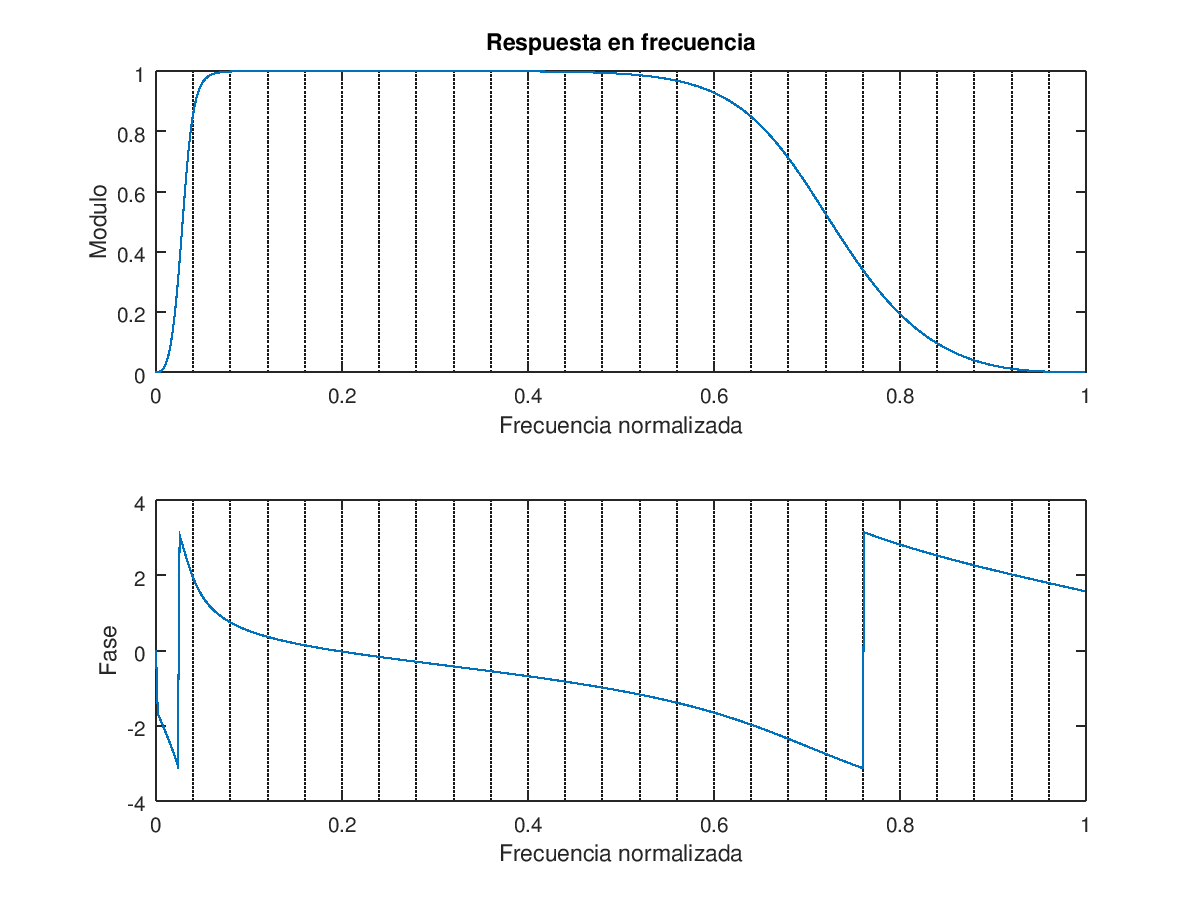 Respuesta en frecuencia
1
0.8
0.6
0.4
0.2
0
Modulo
0 0.2 0.4 0.6 0.8 1
Frecuencia normalizada
4
2
0
-2
-4
Fase
0 0.2 0.4 0.6 0.8 1
Frecuencia normalizada